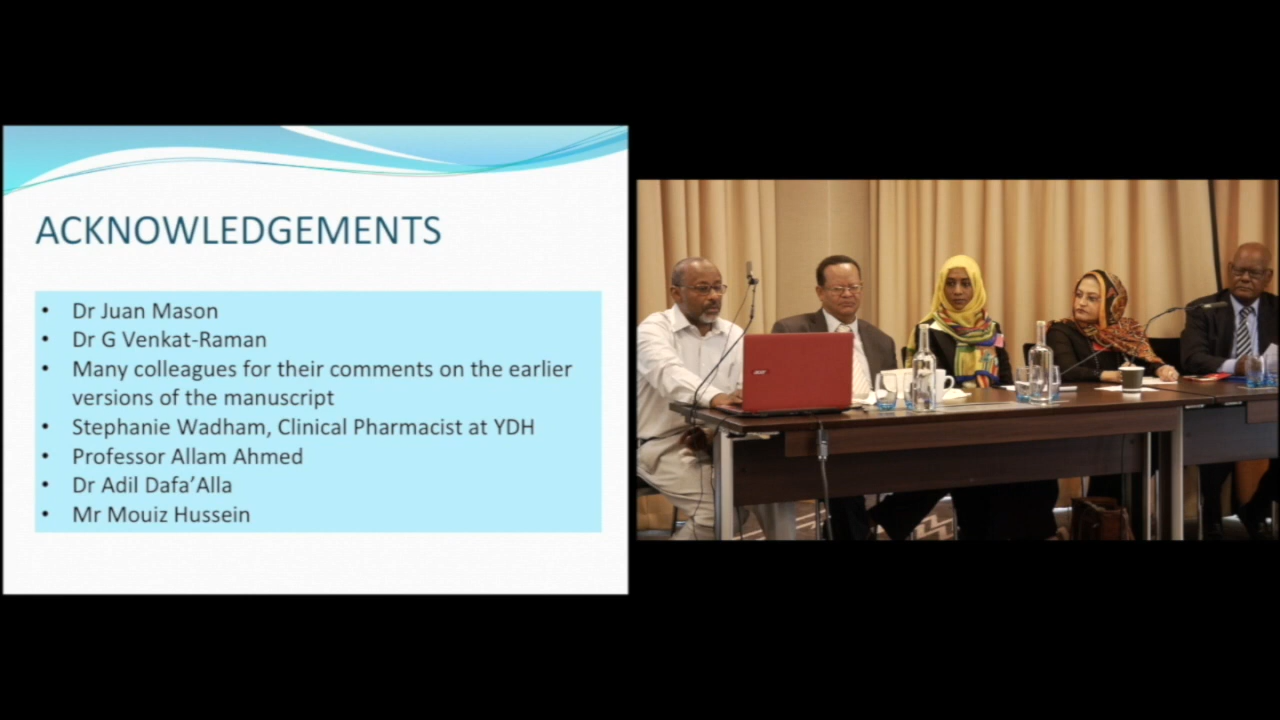 ACKNOWLEDGEMENTS
• Dr Juan Mason
• Dr G Venkat-Raman
• Many colleagues for their comments on the earlier
versions of the manuscript
• Stephanie Wadham, Clinical Pharmacist at YDH
• Professor Allam Ahmed
• Dr Adil Dafa’Alla
• Mr Mouiz Hussein
acer